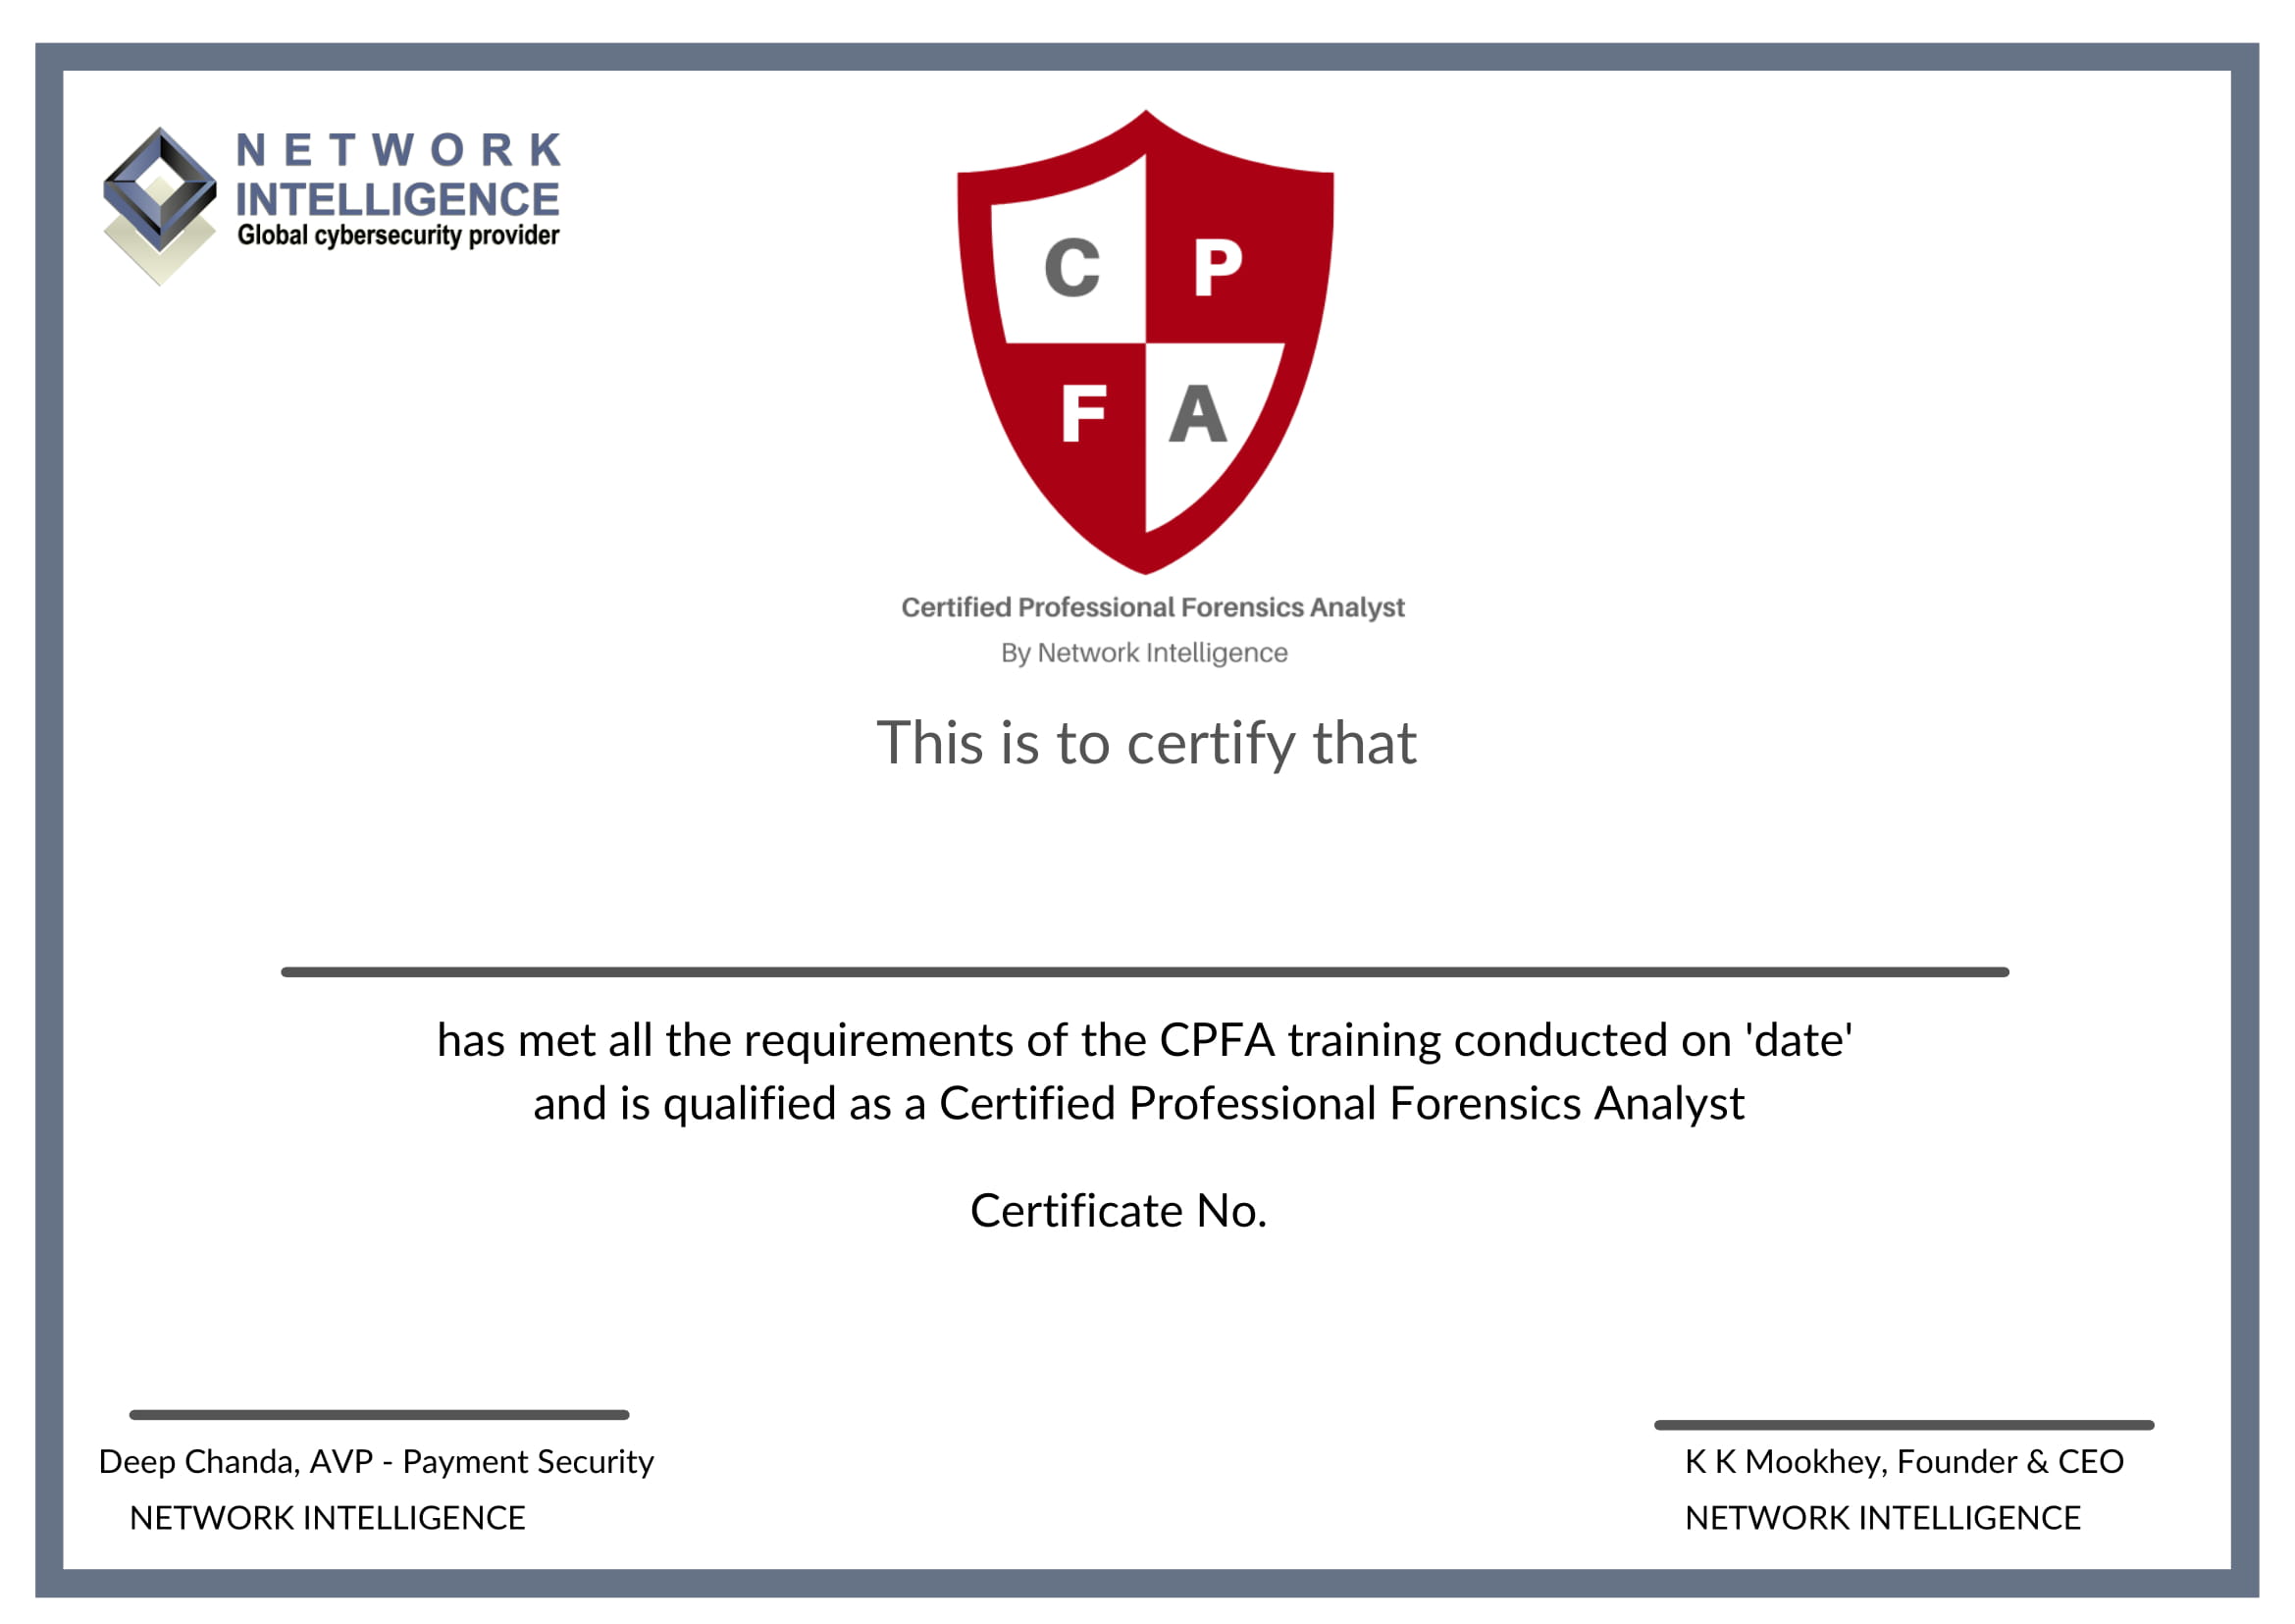 NETWORK
INTELLIGENCE
Global cybersecurity provider
C P
F A
Certified Professional Forensics Analyst
By Network Intelligence
This is to certify that
has met all the requirements of the CPFA training conducted on 'date'
and is qualified as a Certified Professional Forensics Analyst
Certificate No.
Deep Chanda, AVP - Payment Security
NETWORK INTELLIGENCE
K K Mookhey, Founder & CEO
NETWORK INTELLIGENCE